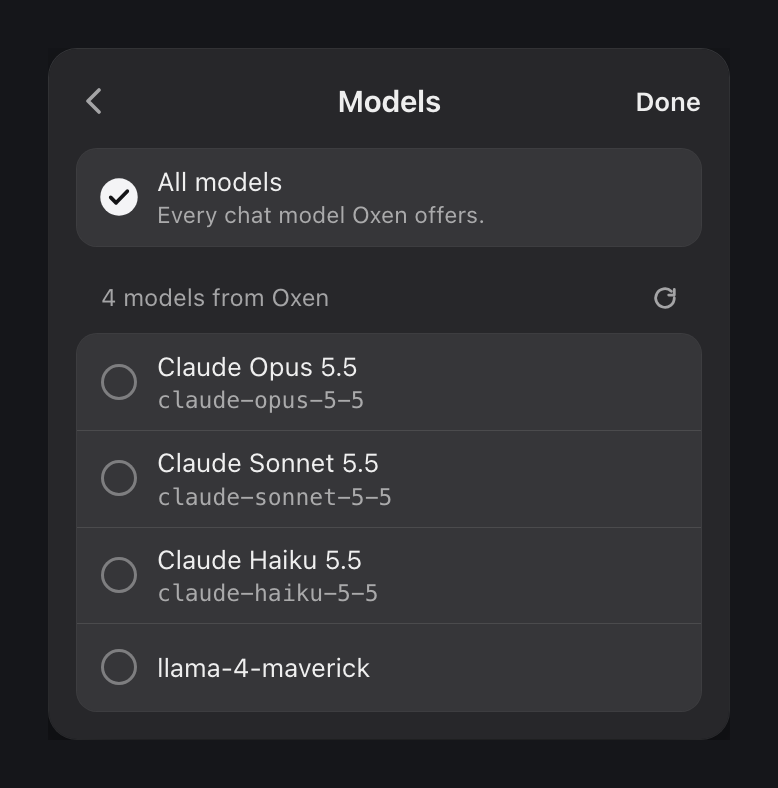 Models
Done
All models
Every chat model Oxen offers.
4 models from Oxen
Claude Opus 5.5
claude-opus-5-5
Claude Sonnet 5.5
claude-sonnet-5-5
Claude Haiku 5.5
claude-haiku-5-5
llama-4-maverick